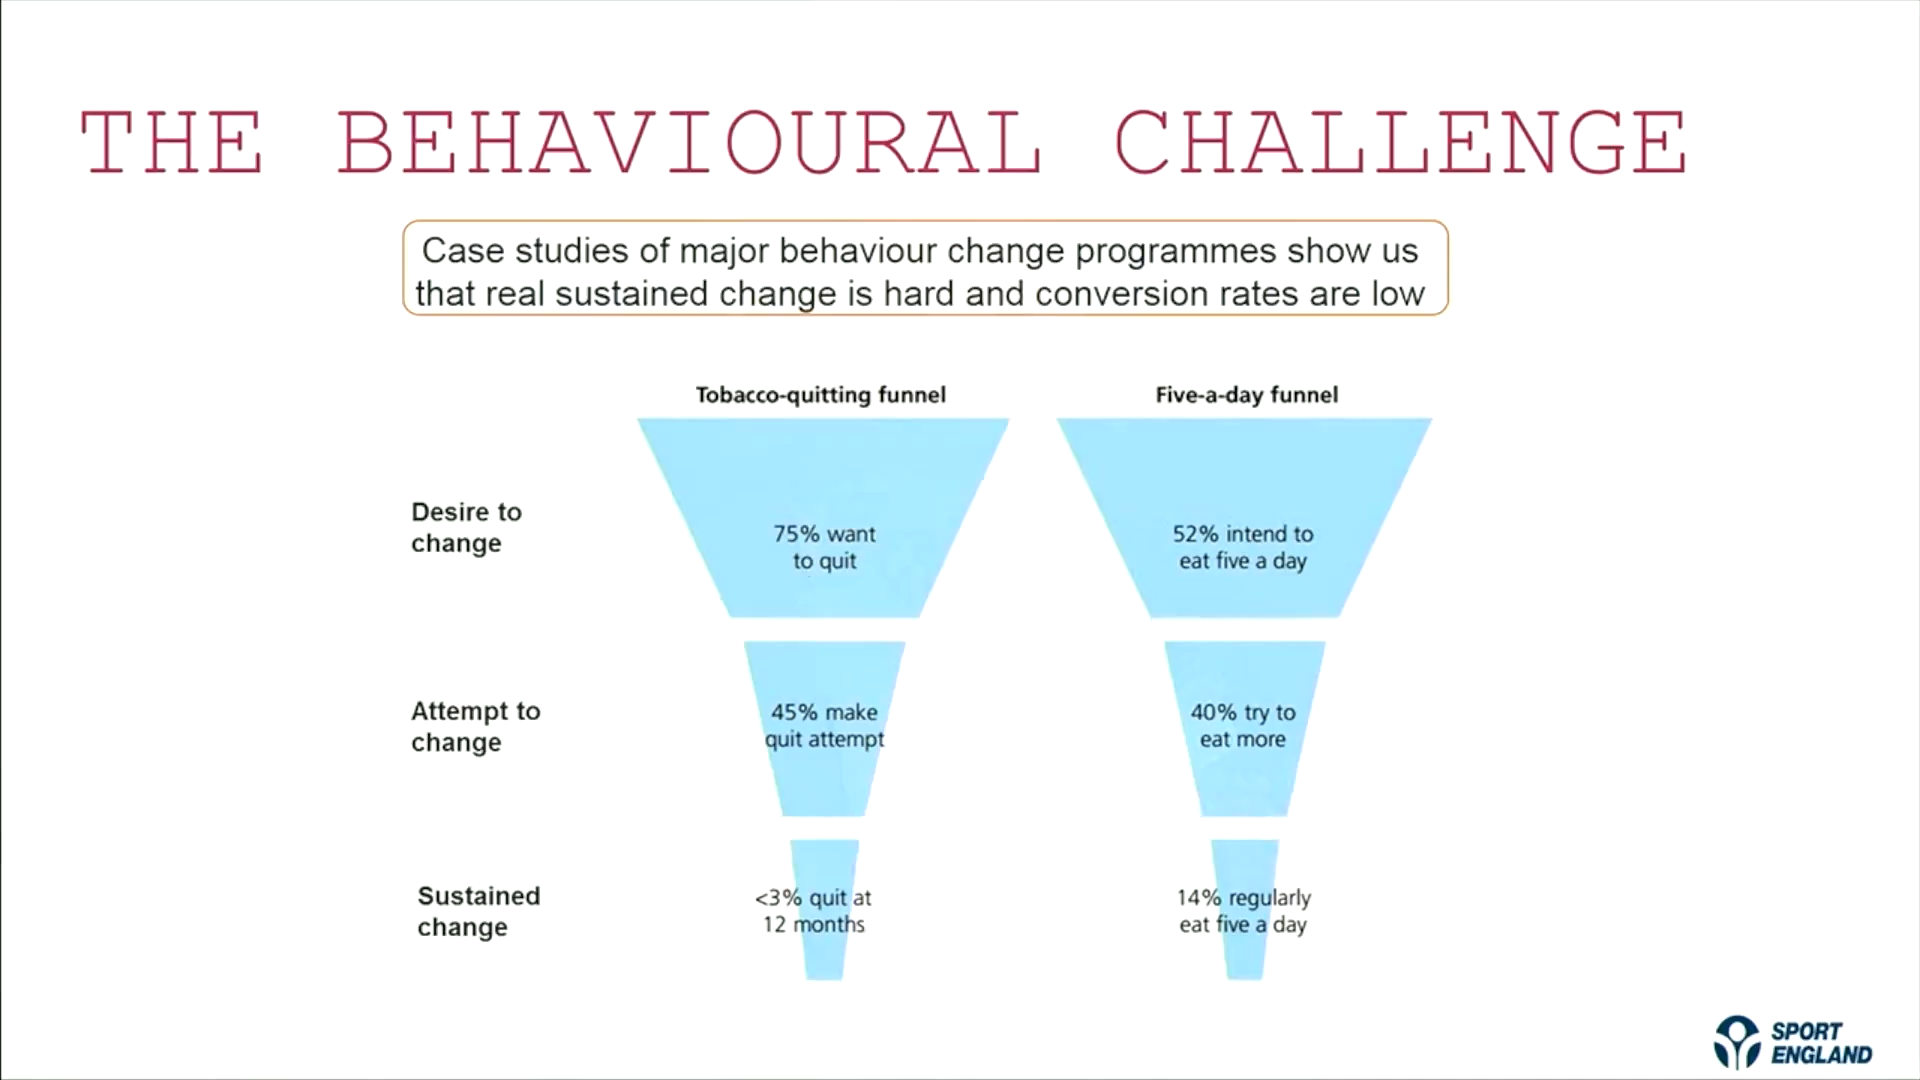 THE BEHAVIOURAL CHALLENGE
Case studies of major behaviour change programmes show us
that real sustained change is hard and conversion rates are low
Tobacco-quitting funnel
Five-a-day funnel
Desire to
change
75% want
to quit
52% intend to
eat five a day
Attempt to
change
45% make
quit attempt
40% try to
eat more
Sustained
change
<3% quit at
12 months
14% regularly
eat five a day
SPORT
ENGLAND